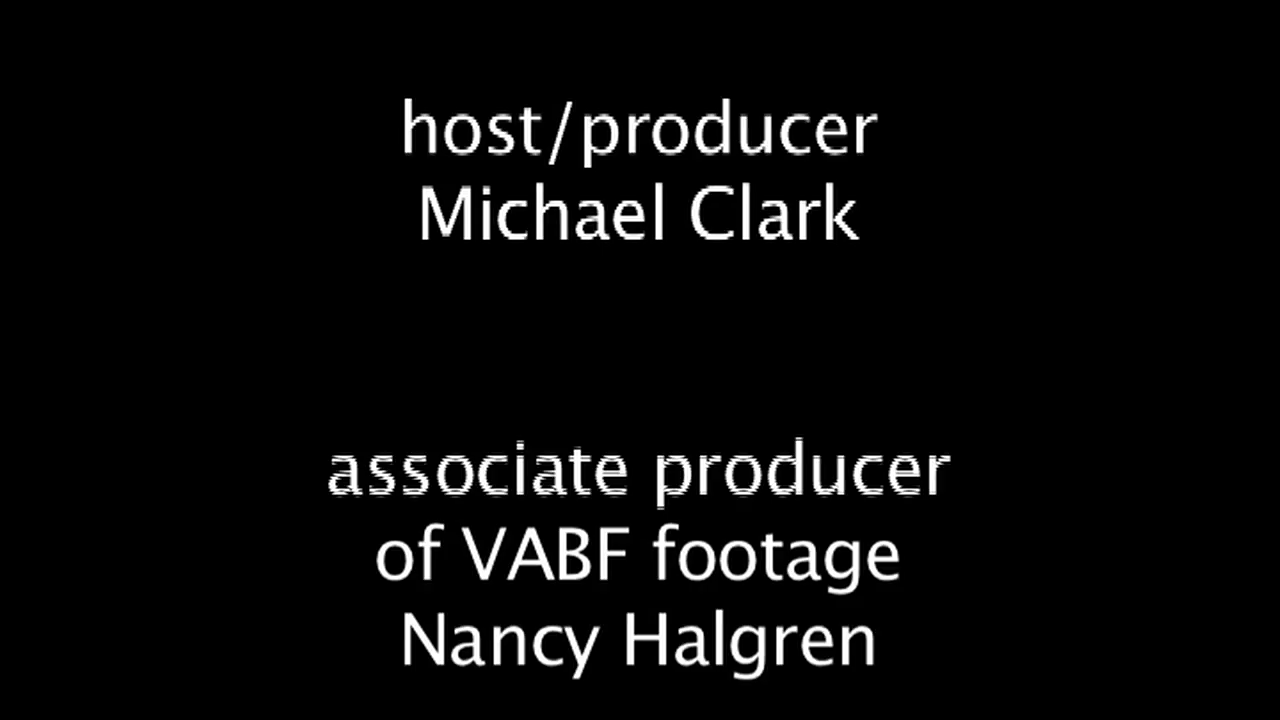 host/producer
Michael Clark
associate producer
of VABF footage
Nancy Halgren